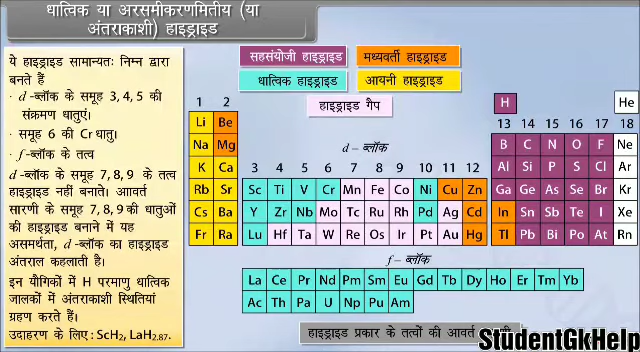 धात्विक या अरससमीकरणमितीय (या
अंतराकाशी) हाइड्राइड
ये हाइड्राइड सामान्यतः निम्न द्वारा
बनते हैं
· d-ब्लॉक के समूह 3, 4, 5 की
संक्रमण धातुएं।
· समूह 6 की Cr धातु।
· f-ब्लॉक के तत्व
d-ब्लॉक के समूह 7, 8, 9 के तत्व
हाइड्राइड नहीं बनाते। आवर्त
सारणी के समूह 7, 8, 9 की धातुओं
की हाइड्राइड बनाने में यह
असमर्थता, d-ब्लॉक का हाइड्राइड
अंतराल कहलाती है।
इन यौगिकों में H परमाणु धात्विक
जालकों में अंतराकाशी स्थितियां
ग्रहण करते हैं।
उदाहरण के लिए : ScH2, LaH2.87.
सहसंयोजी हाइड्राइड मध्यवर्ती हाइड्राइड
धात्विक हाइड्राइड आयनी हाइड्राइड
हाइड्राइड गैप
H He
1 2 13 14 15 16 17 18
Li Be B C N O F Ne
d – ब्लॉक
Na Mg Al Si P S Cl Ar
3 4 5 6 7 8 9 10 11 12
K Ca Ga Ge As Se Br Kr
Rb Sr Sc Ti V Cr Mn Fe Co Ni Cu Zn In Sn Sb Te I Xe
Cs Ba Y Zr Nb Mo Tc Ru Rh Pd Ag Cd Tl Pb Bi Po At Rn
Fr Ra Lu Hf Ta W Re Os Ir Pt Au Hg
f – ब्लॉक
La Ce Pr Nd Pm Sm Eu Gd Tb Dy Ho Er Tm Yb
Ac Th Pa U Np Pu Am
हाइड्राइड प्रकार के तत्वों की आवर्त
StudentGkHelp